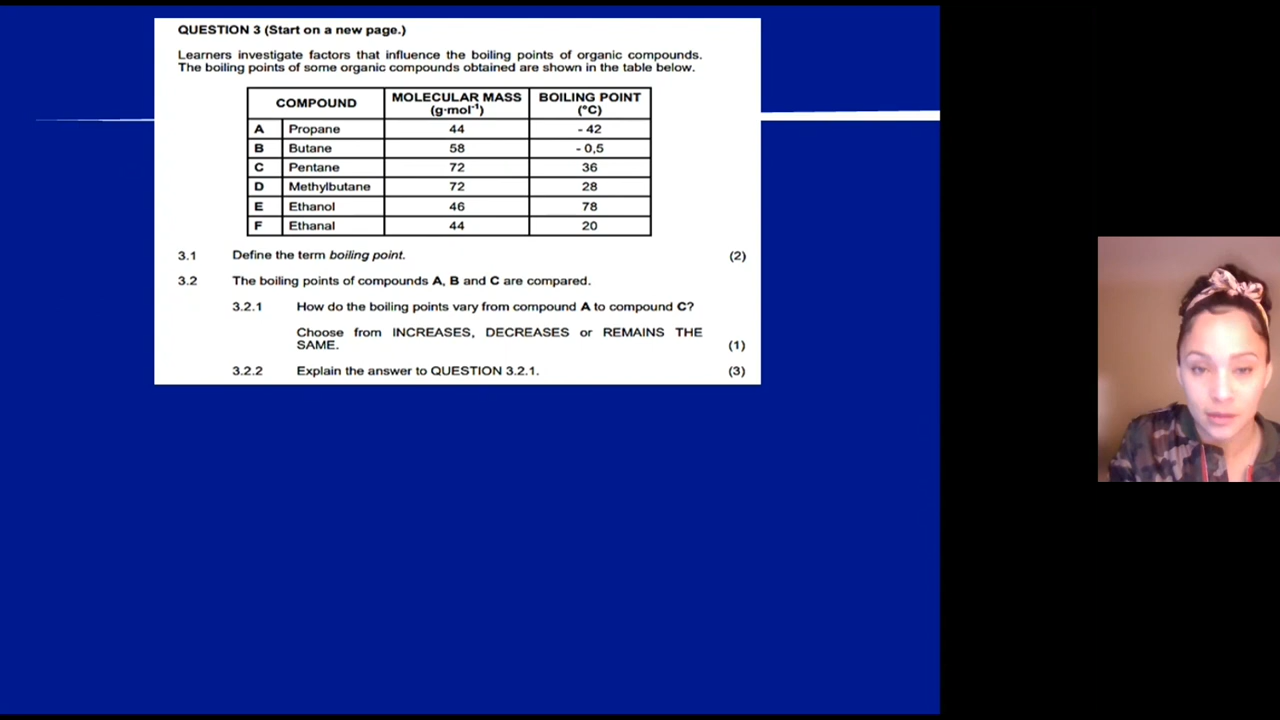 QUESTION 3 (Start on a new page.)
Learners investigate factors that influence the boiling points of organic compounds.
The boiling points of some organic compounds obtained are shown in the table below.
COMPOUND MOLECULAR MASS (g·mol⁻¹) BOILING POINT (°C)
A Propane 44 - 42
B Butane 58 - 0,5
C Pentane 72 36
D Methylbutane 72 28
E Ethanol 46 78
F Ethanal 44 20
3.1 Define the term boiling point. (2)
3.2 The boiling points of compounds A, B and C are compared.
3.2.1 How do the boiling points vary from compound A to compound C?
Choose from INCREASES, DECREASES or REMAINS THE
SAME. (1)
3.2.2 Explain the answer to QUESTION 3.2.1. (3)